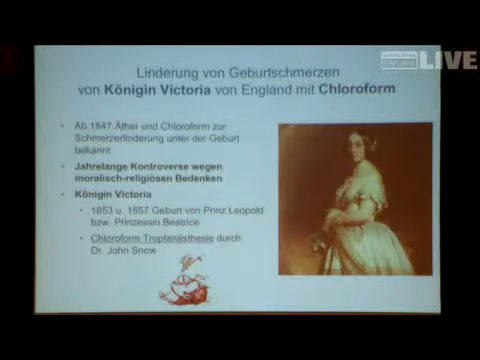 LIVE
Linderung von Geburtschmerzen
von Königin Victoria von England mit Chloroform
• Ab 1847 Äther und Chloroform zur
Schmerzerlinderung unter der Geburt
bekannt
• Jahrelange Kontroverse wegen
moralisch-religiösen Bedenken
• Königin Victoria
• 1853 u. 1857 Geburt von Prinz Leopold
bzw. Prinzessin Beatrice
• Chloroform Tropfanästhesie durch
Dr. John Snow